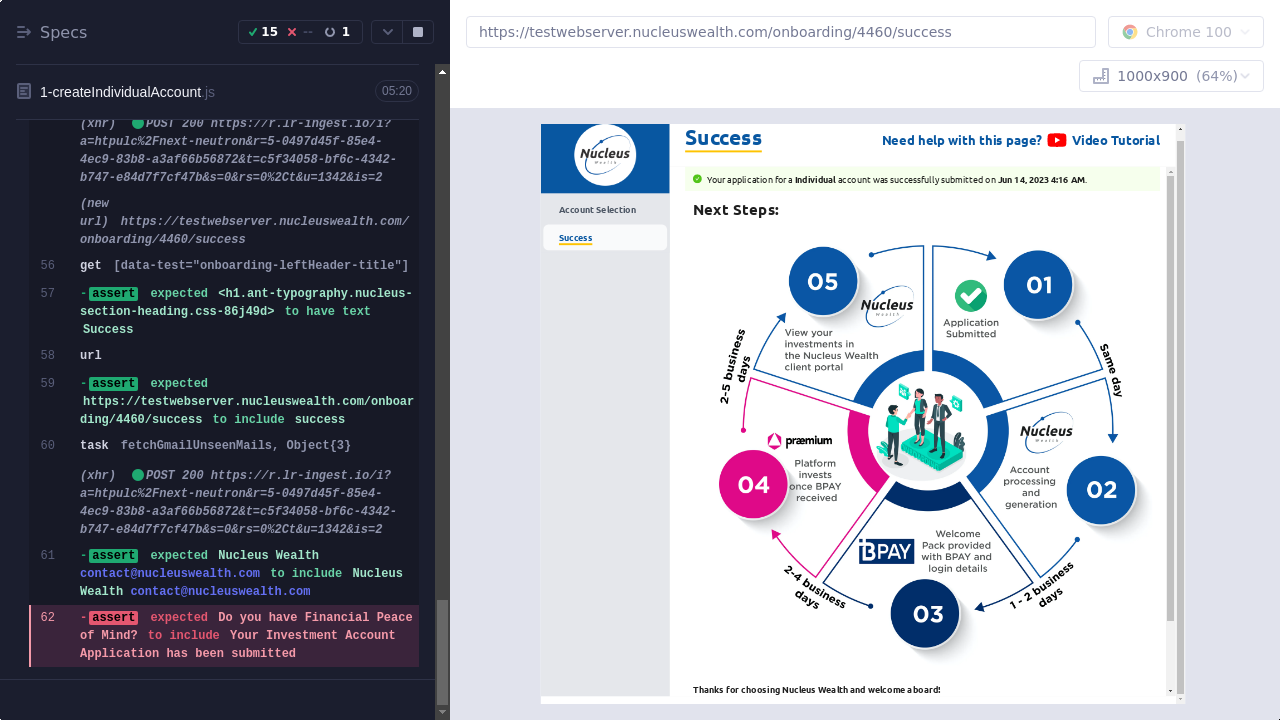 Specs
15
--
1
1-createIndividualAccount.js
05:20
(xhr) POST 200 https://r.lr-ingest.io/i?
a=htpulc%2Fnext-neutron&r=5-0497d45f-85e4-
4ec9-83b8-a3af66b56872&t=c5f34058-bf6c-4342-
b747-e84d7f7cf47b&s=0&rs=0%2Ct&u=1342&is=2
(new
url) https://testwebserver.nucleuswealth.com/
onboarding/4460/success
56 get [data-test="onboarding-leftHeader-title"]
57 -assert expected <h1.ant-typography.nucleus-
section-heading.css-86j49d> to have text
Success
58 url
59 -assert expected
https://testwebserver.nucleuswealth.com/onboar
ding/4460/success to include success
60 task fetchGmailUnseenMails, Object{3}
(xhr) POST 200 https://r.lr-ingest.io/i?
a=htpulc%2Fnext-neutron&r=5-0497d45f-85e4-
4ec9-83b8-a3af66b56872&t=c5f34058-bf6c-4342-
b747-e84d7f7cf47b&s=0&rs=0%2Ct&u=1342&is=2
61 -assert expected Nucleus Wealth
contact@nucleuswealth.com to include Nucleus
Wealth contact@nucleuswealth.com
62 -assert expected Do you have Financial Peace
of Mind? to include Your Investment Account
Application has been submitted
https://testwebserver.nucleuswealth.com/onboarding/4460/success
Chrome 100
1000x900 (64%)
Nucleus
Wealth
Account Selection
Success
Success
Need help with this page? Video Tutorial
Your application for a Individual account was successfully submitted on Jun 14, 2023 4:16 AM.
Next Steps:
01
Application
Submitted
Same day
02
Nucleus
Wealth
Account
processing
and
generation
1 - 2 business
days
03
BPAY
Welcome
Pack provided
with BPAY and
login details
2-4 business
days
04
præmium
Platform
invests
once BPAY
received
2-5 business
days
05
Nucleus
Wealth
View your
investments in
the Nucleus Wealth
client portal
Thanks for choosing Nucleus Wealth and welcome aboard!